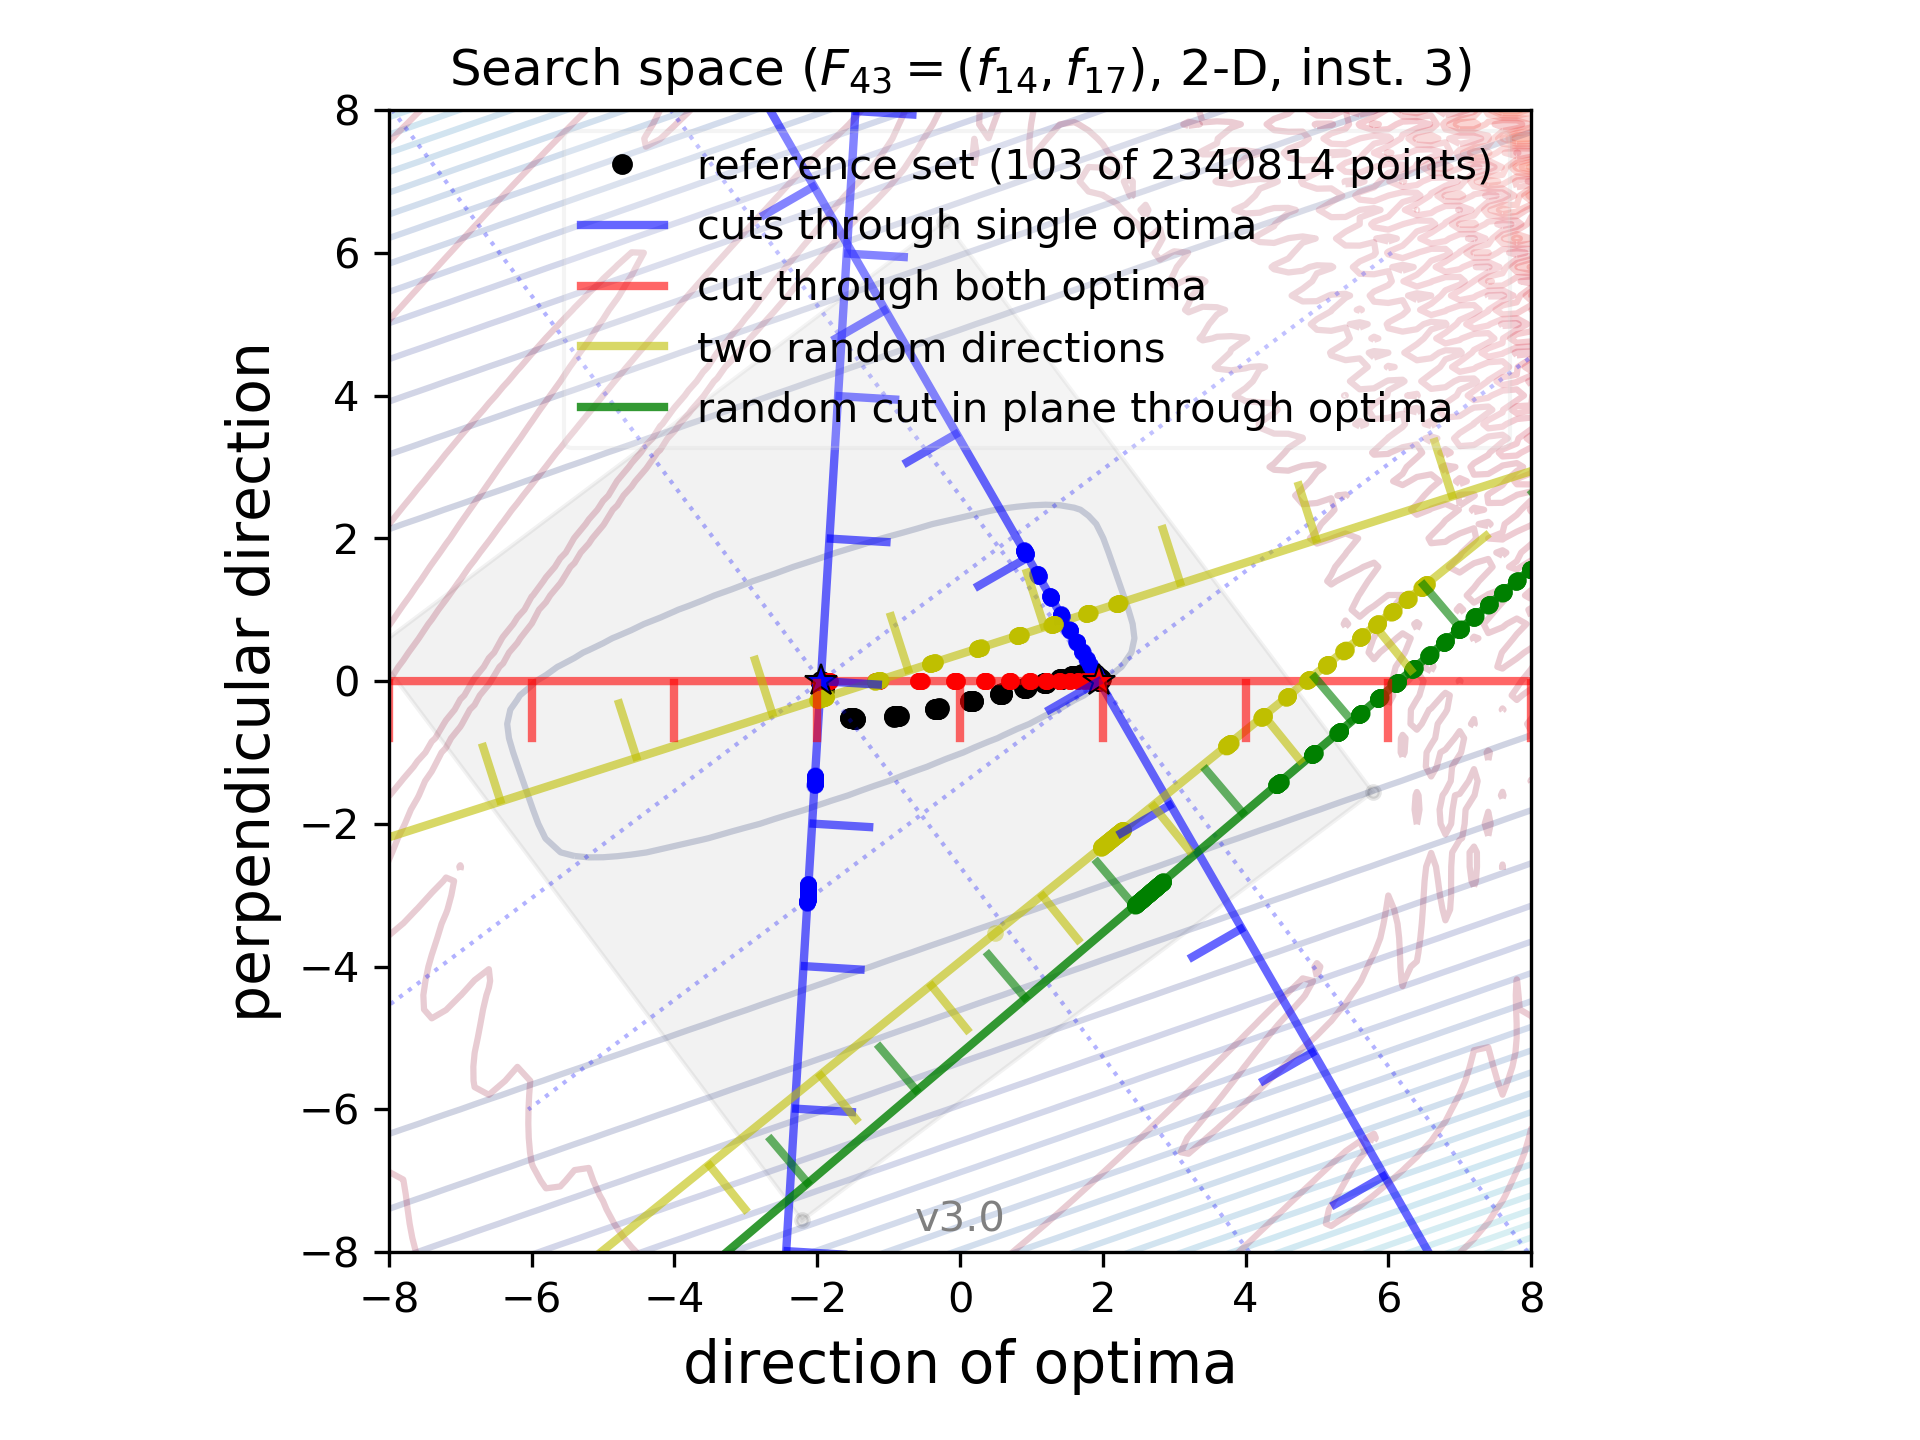 Search space (F43 = (f14, f17), 2-D, inst. 3)
reference set (103 of 2340814 points)
cuts through single optima
cut through both optima
two random directions
random cut in plane through optima
8
6
4
2
0
−2
−4
−6
−8
perpendicular direction
v3.0
−8 −6 −4 −2 0 2 4 6 8
direction of optima